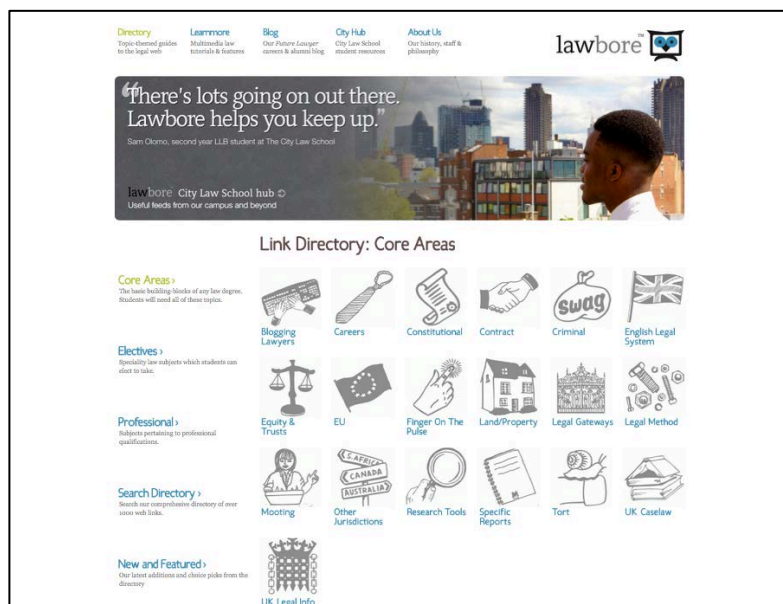 Directory
Topic-themed guides
to the legal web
Learnmore
Multimedia law
tutorials & features
Blog
Our Future Lawyer
careers & alumni blog
City Hub
City Law School
student resources
About Us
Our history, staff &
philosophy
lawbore™
“There's lots going on out there.
Lawbore helps you keep up.”
Sam Olomo, second year LLB student at The City Law School
lawbore City Law School hub
Useful feeds from our campus and beyond
Link Directory: Core Areas
Core Areas ›
The basic building-blocks of any law degree.
Students will need all of these topics.
Electives ›
Speciality law subjects which students can
elect to take.
Professional ›
Subjects pertaining to professional
qualifications.
Search Directory ›
Search our comprehesive directory of over
1000 web links.
New and Featured ›
Our latest additions and choice picks from the
directory
Blogging
Lawyers
Careers
Constitutional
Contract
swag
Criminal
English Legal
System
Equity &
Trusts
EU
Finger On The
Pulse
Land/Property
Legal Gateways
Legal Method
Mooting
S. AFRICA
CANADA
AUSTRALIA
Other
Jurisdictions
Research Tools
Specific
Reports
Tort
UK Caselaw
UK Legal Info